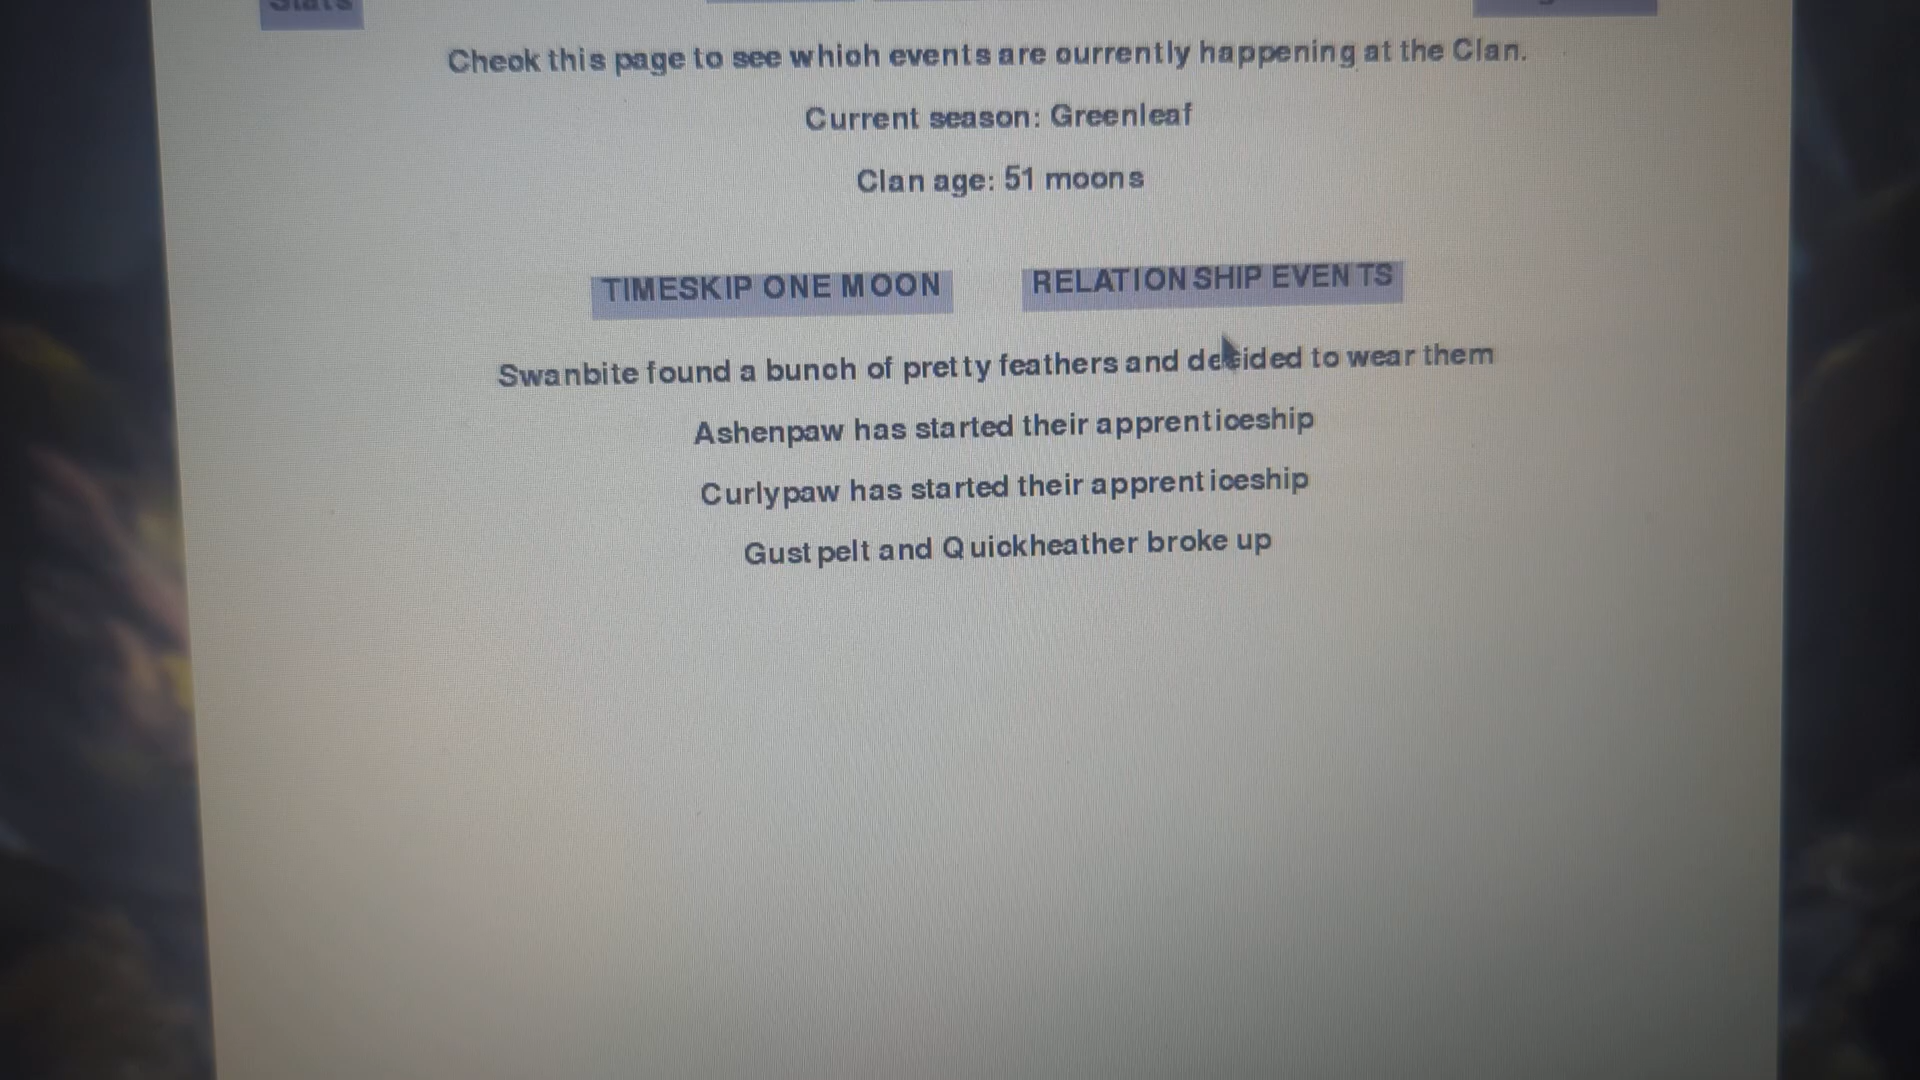 Stats
Check this page to see which events are currently happening at the Clan.
Current season: Greenleaf
Clan age: 51 moons
TIMESKIP ONE MOON RELATIONSHIP EVENTS
Swanbite found a bunch of pretty feathers and decided to wear them
Ashenpaw has started their apprenticeship
Curlypaw has started their apprenticeship
Gustpelt and Quickheather broke up